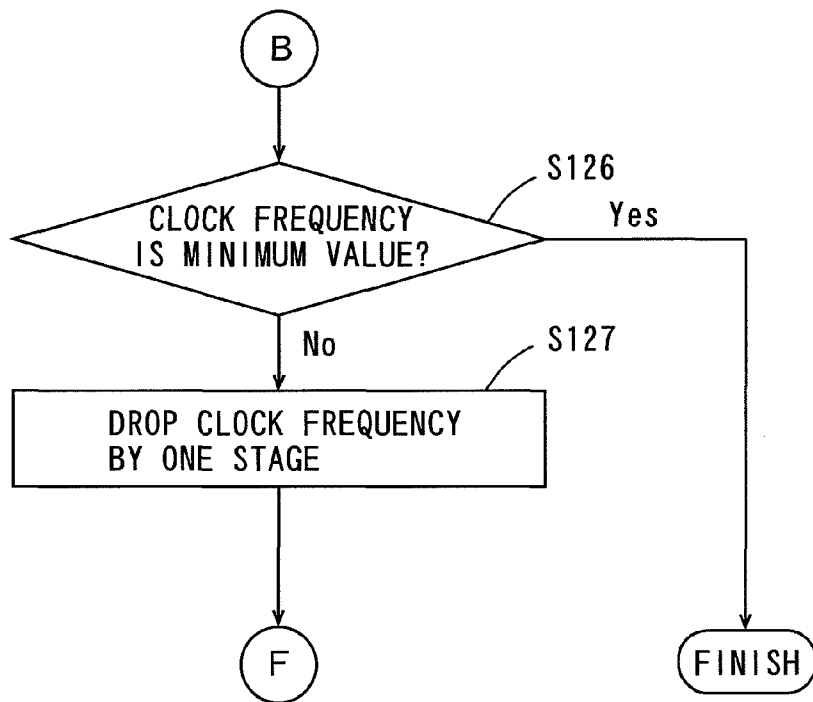 B
S126
CLOCK FREQUENCY
IS MINIMUM VALUE?
Yes
No
S127
DROP CLOCK FREQUENCY
BY ONE STAGE
F
FINISH